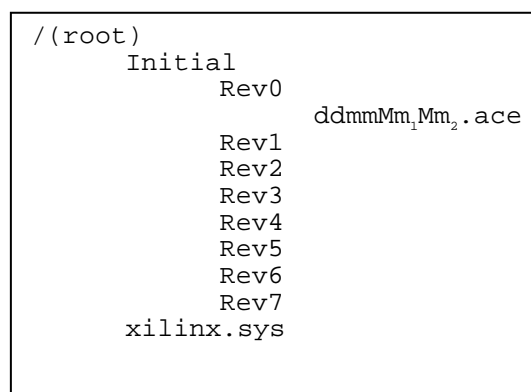 /(root)
Initial
Rev0
ddmmMm₁Mm₂.ace
Rev1
Rev2
Rev3
Rev4
Rev5
Rev6
Rev7
xilinx.sys